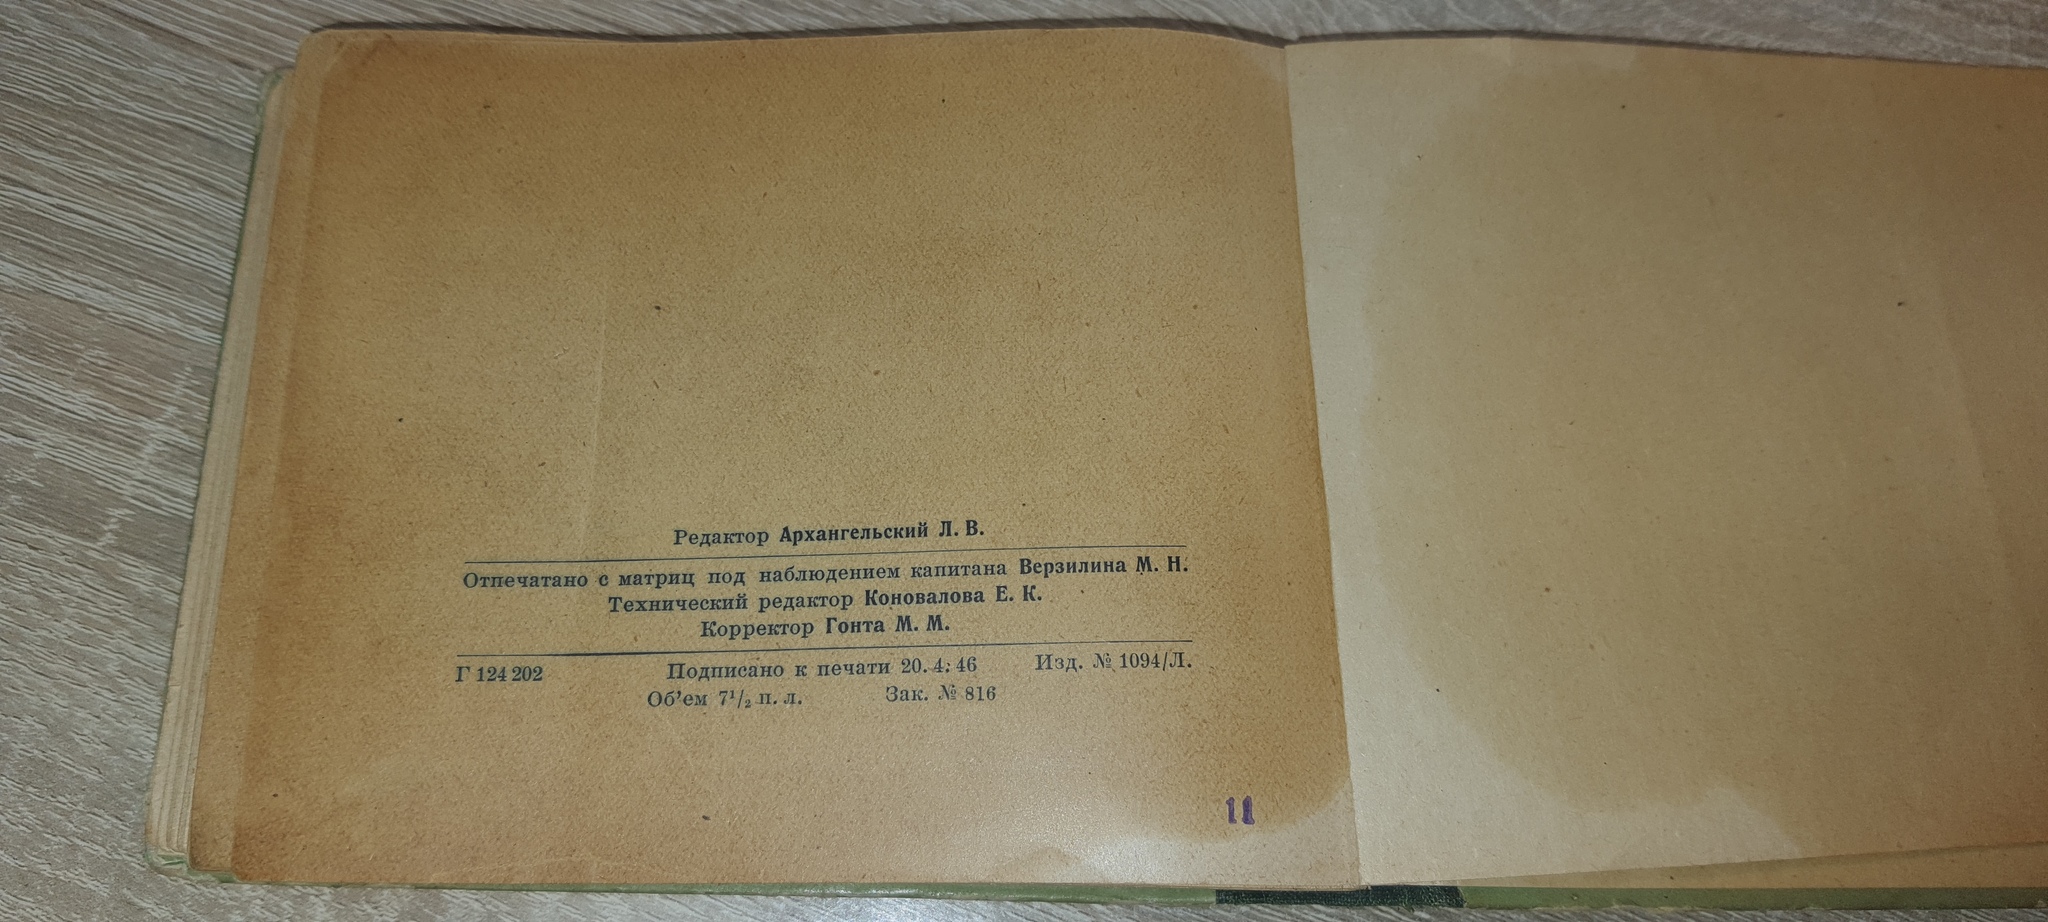 Редактор Архангельский Л. В.
Отпечатано с матриц под наблюдением капитана Верзилина М. Н.
Технический редактор Коновалова Е. К.
Корректор Гонта М. М.
Г 124 202 Подписано к печати 20. 4. 46 Изд. № 1094/Л.
Об’ем 7¹/₂ п. л. Зак. № 816
11